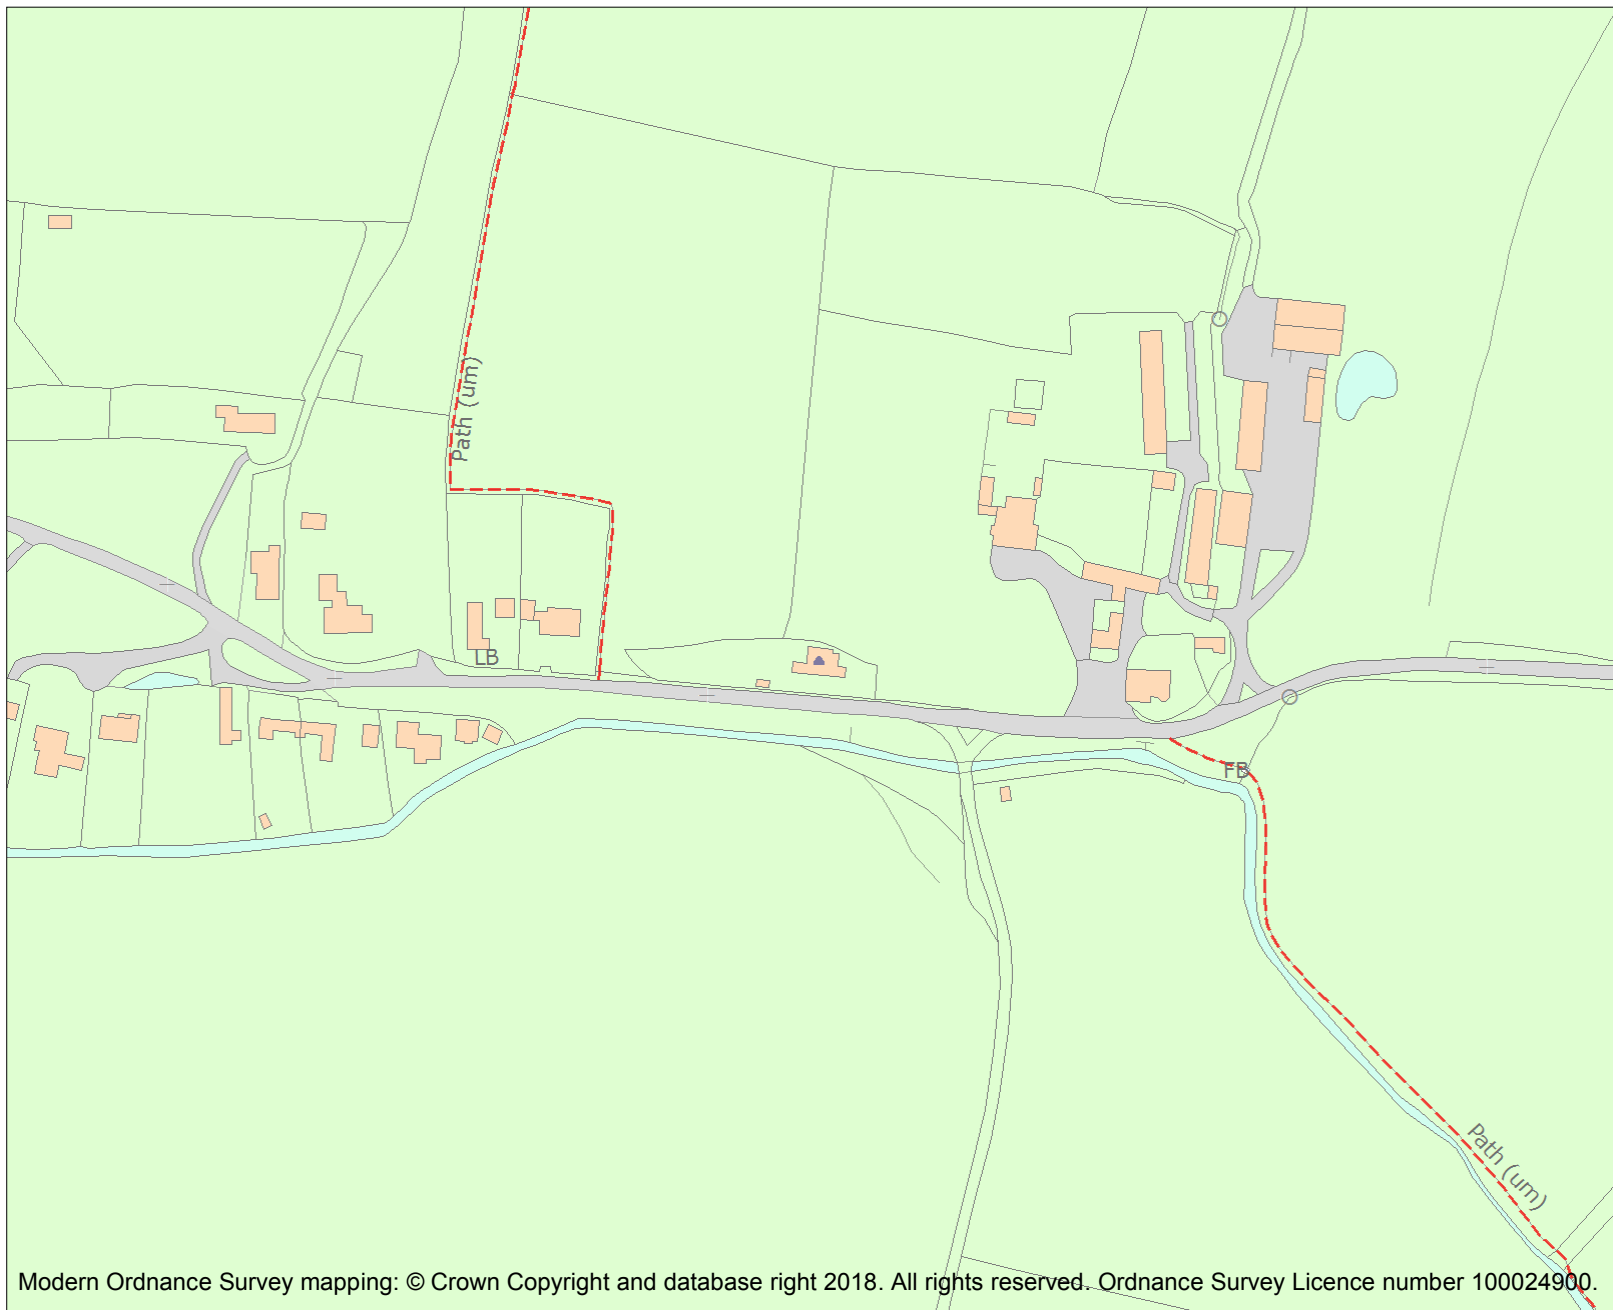 Path (um)
LB
FB
Path (um)
Modern Ordnance Survey mapping: © Crown Copyright and database right 2018. All rights reserved. Ordnance Survey Licence number 100024900.